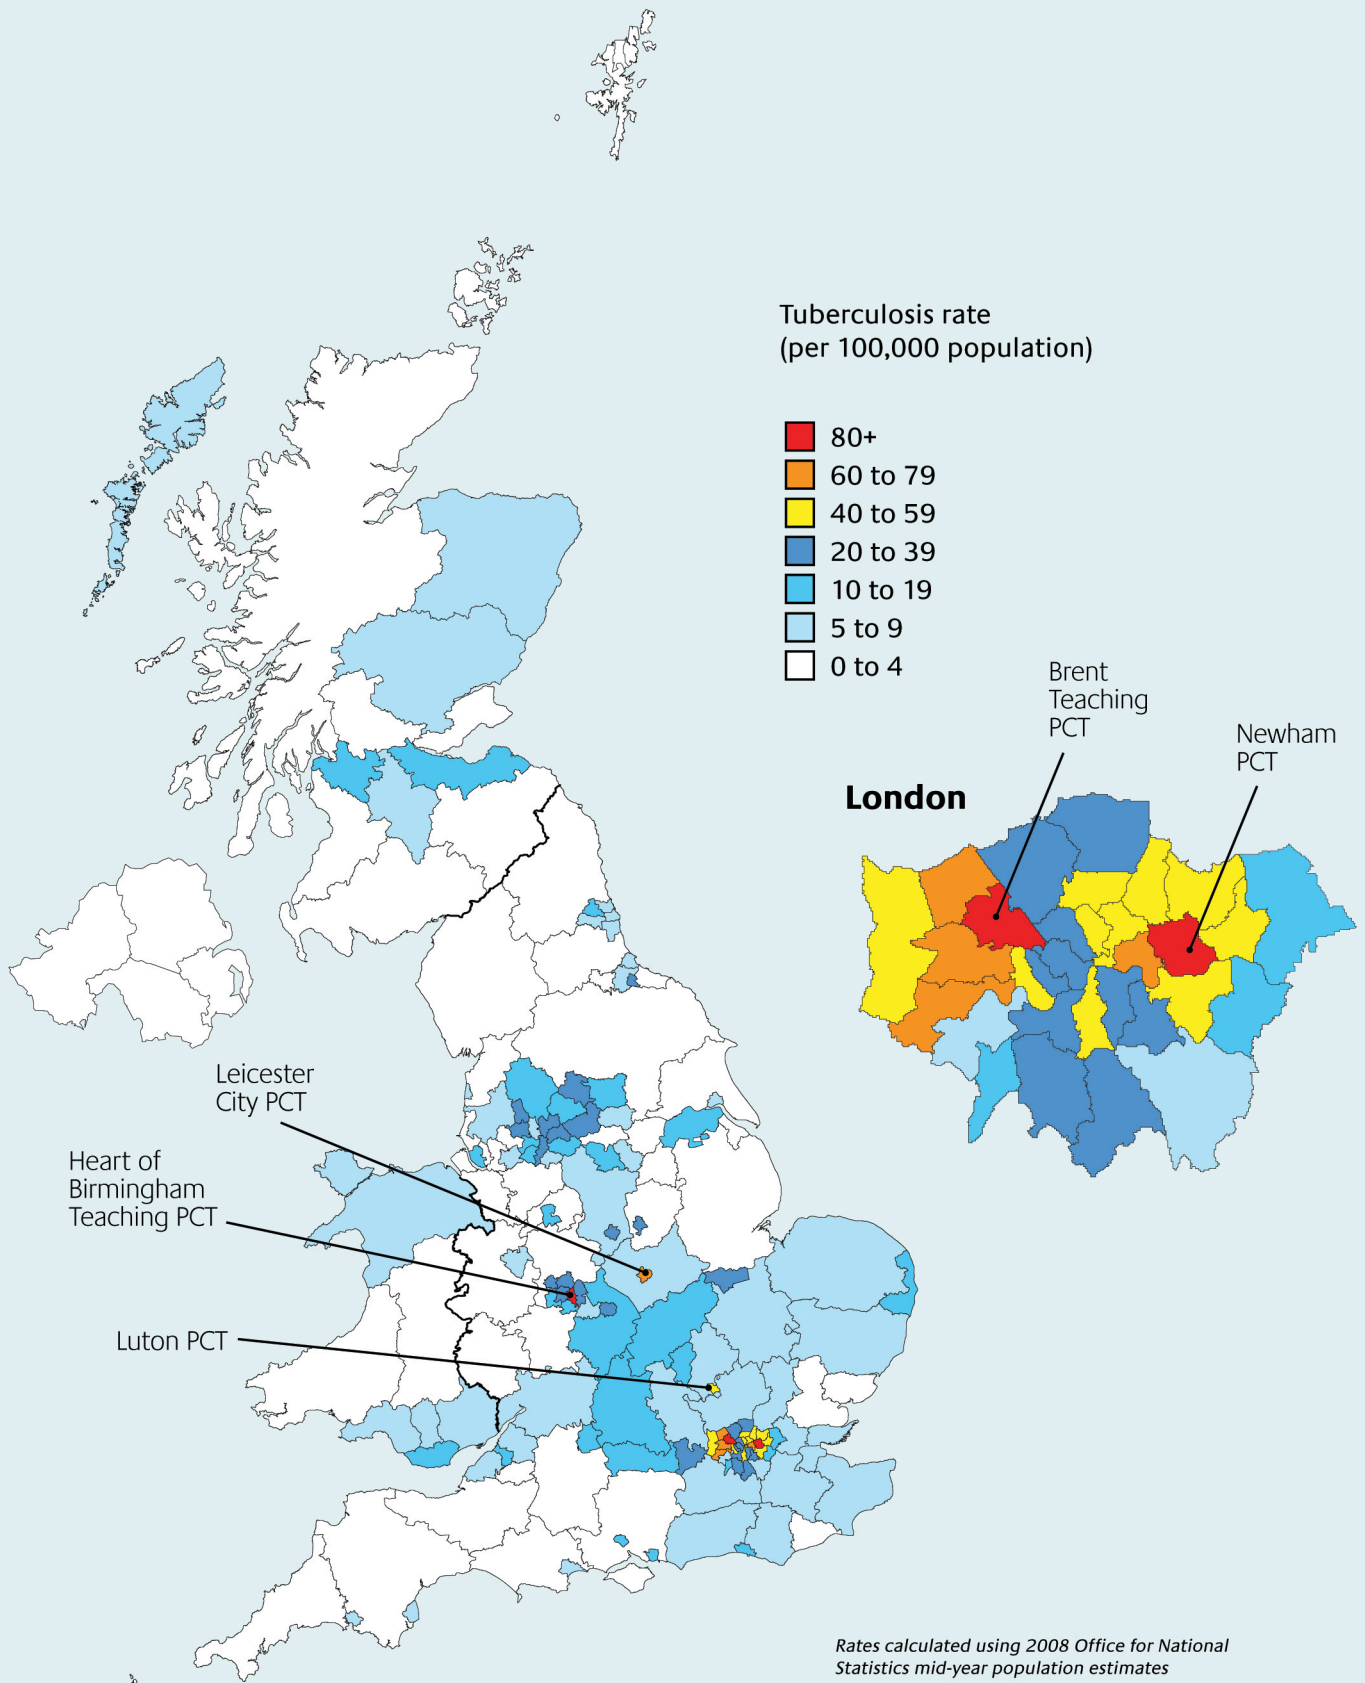 Tuberculosis rate
(per 100,000 population)
80+
60 to 79
40 to 59
20 to 39
10 to 19
5 to 9
0 to 4
Brent
Teaching
PCT
Newham
PCT
London
Leicester
City PCT
Heart of
Birmingham
Teaching PCT
Luton PCT
Rates calculated using 2008 Office for National
Statistics mid-year population estimates